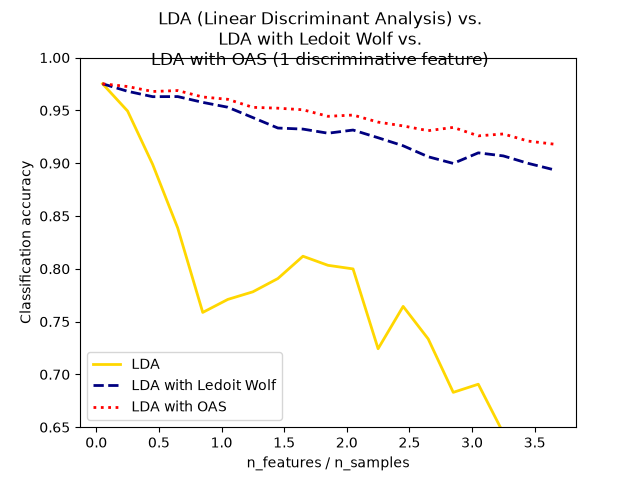 LDA (Linear Discriminant Analysis) vs.
LDA with Ledoit Wolf vs.
LDA with OAS (1 discriminative feature)
1.00
0.95
0.90
0.85
0.80
0.75
0.70
0.65
Classification accuracy
LDA
LDA with Ledoit Wolf
LDA with OAS
0.0 0.5 1.0 1.5 2.0 2.5 3.0 3.5
n_features / n_samples